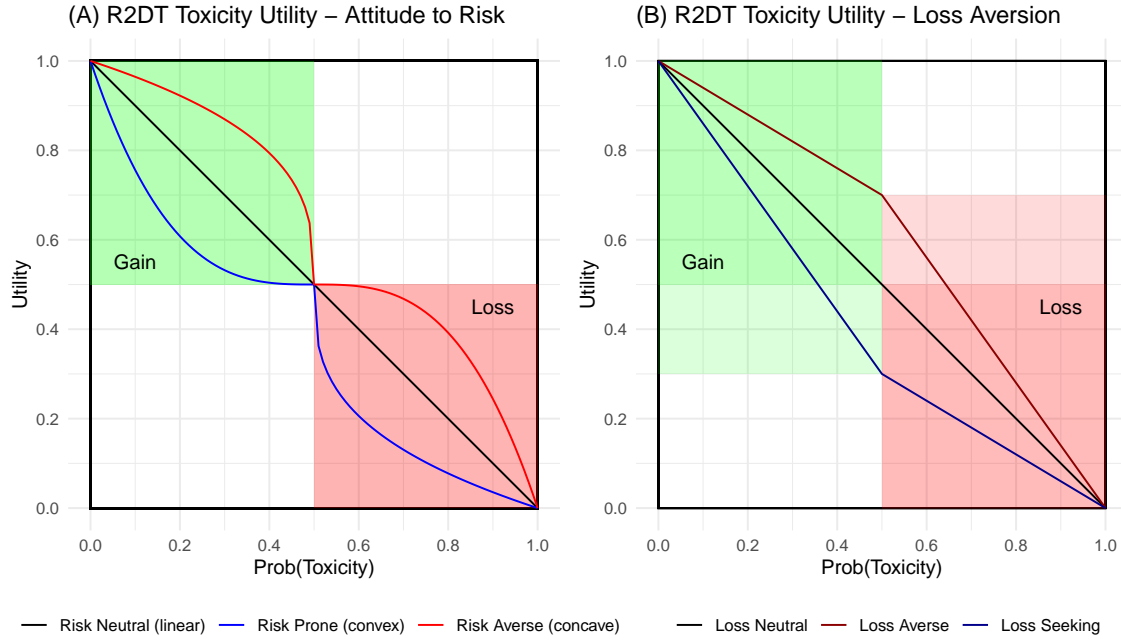 (A) R2DT Toxicity Utility – Attitude to Risk
1.0
0.8
0.6
0.4
0.2
0.0
Utility
Gain
Loss
0.0 0.2 0.4 0.6 0.8 1.0
Prob(Toxicity)
Risk Neutral (linear) Risk Prone (convex) Risk Averse (concave)
(B) R2DT Toxicity Utility – Loss Aversion
1.0
0.8
0.6
0.4
0.2
0.0
Utility
Gain
Loss
0.0 0.2 0.4 0.6 0.8 1.0
Prob(Toxicity)
Loss Neutral Loss Averse Loss Seeking